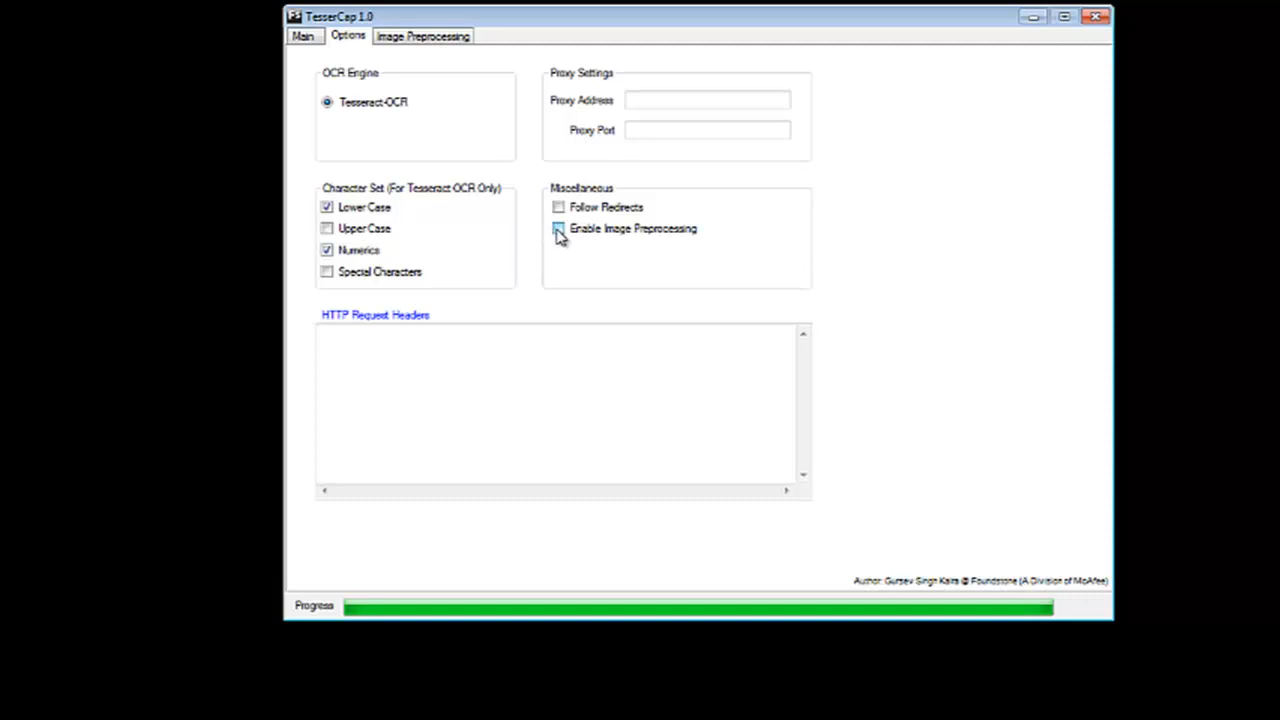 TesserCap 1.0
Main Options Image Preprocessing
OCR Engine
Tesseract-OCR
Proxy Settings
Proxy Address
Proxy Port
Character Set (For Tesseract OCR Only)
Lower Case
Upper Case
Numerics
Special Characters
Miscellaneous
Follow Redirects
Enable Image Preprocessing
HTTP Request Headers
Author: Gursev Singh Kalra @ Foundstone (A Division of McAfee)
Progress